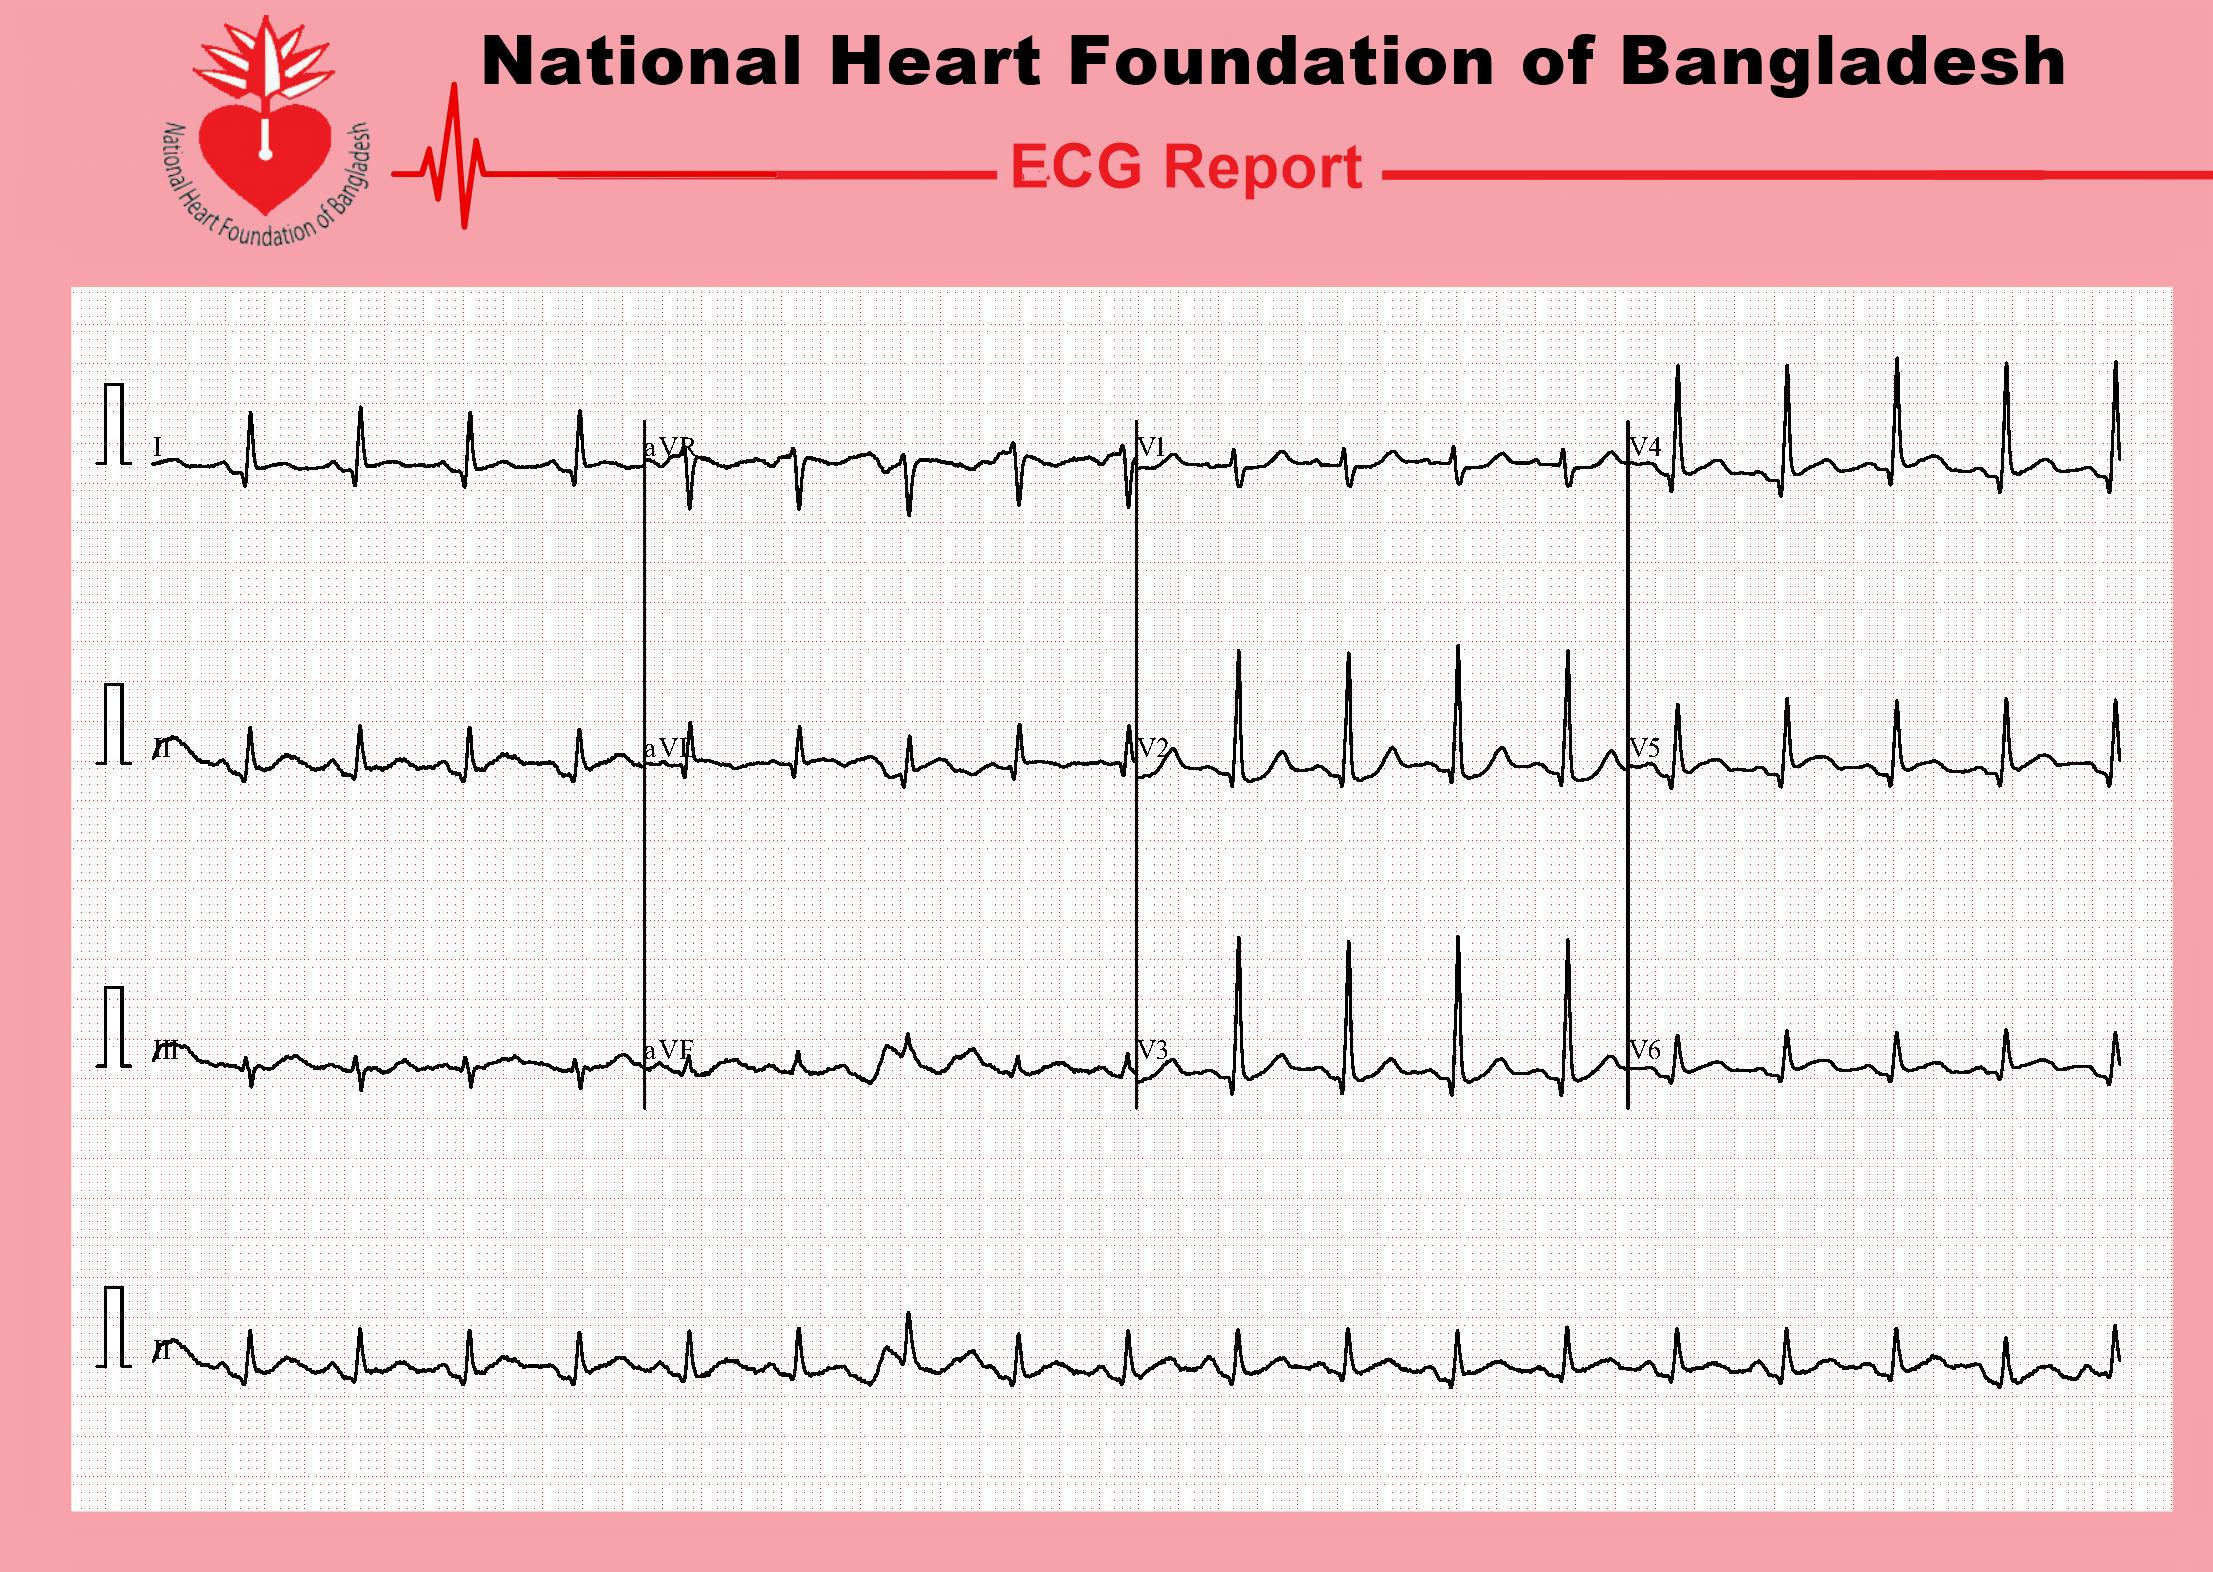 National Heart Foundation of Bangladesh
National Heart Foundation of Bangladesh
ECG Report
I
aVR
V1
V4
II
aVL
V2
V5
III
aVF
V3
V6
II